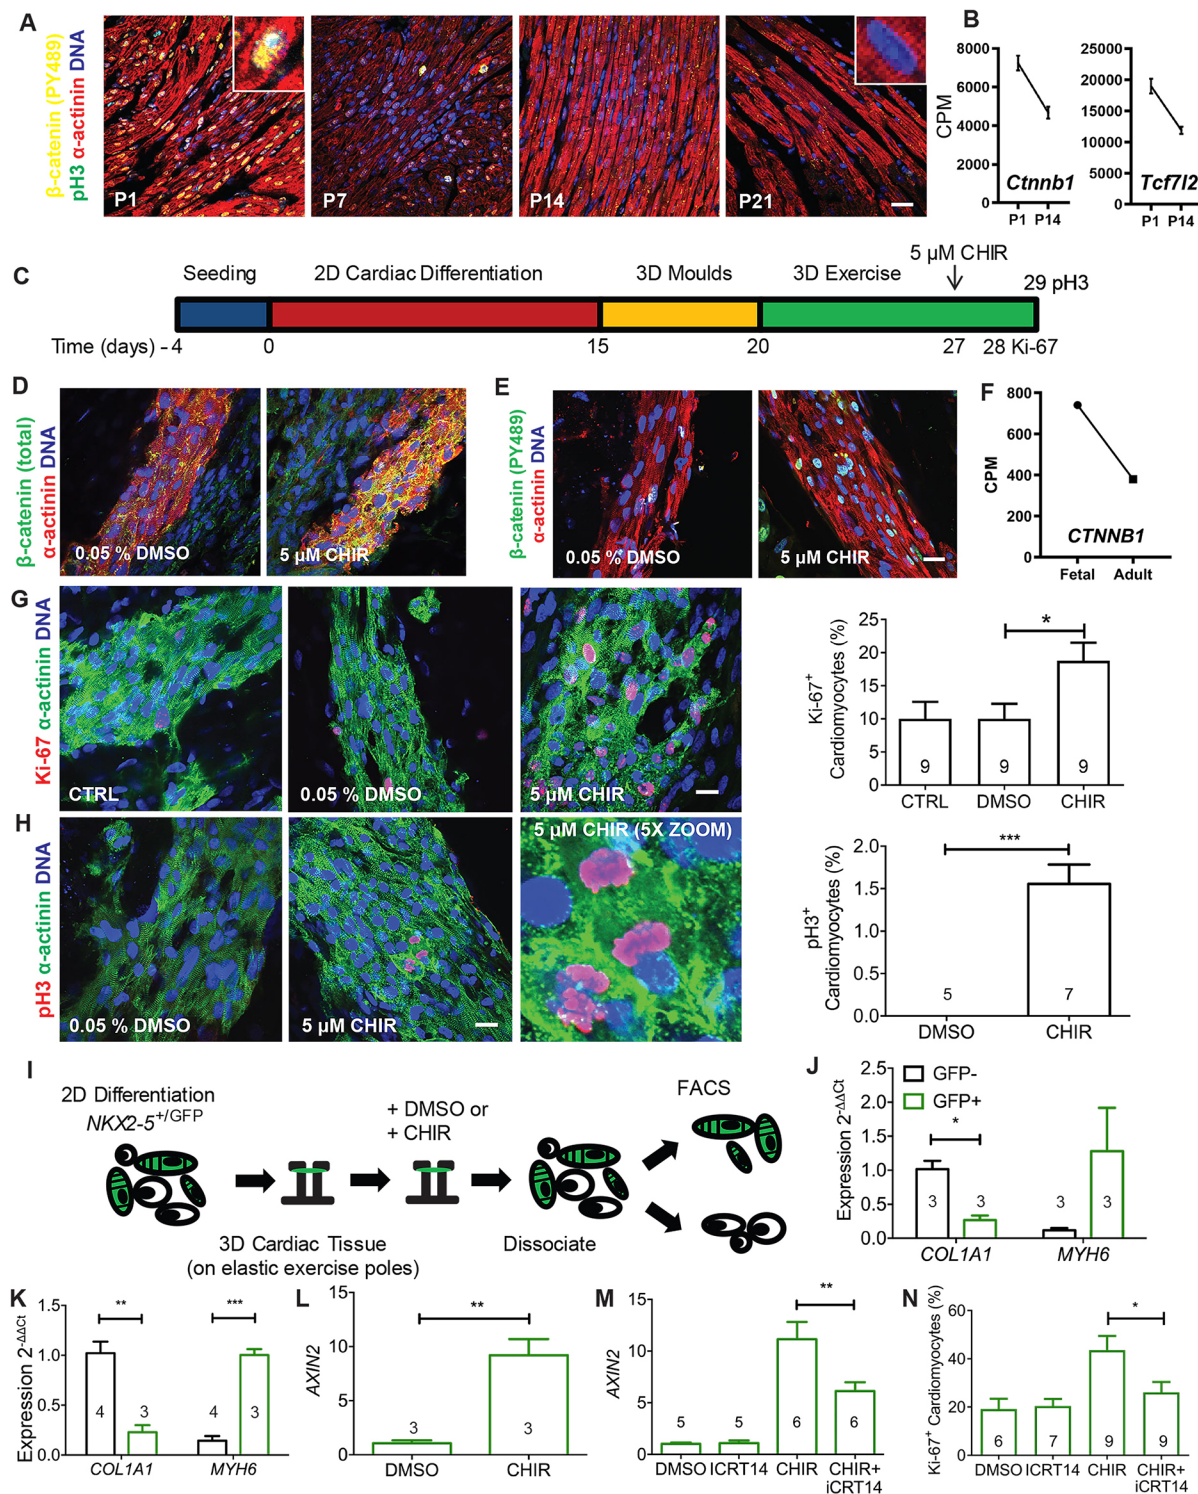 A
β-catenin (PY489)
pH3 α-actinin DNA
P1
P7
P14
P21
B
CPM
8000
6000
4000
2000
0
Ctnnb1
P1 P14
25000
20000
15000
10000
5000
0
Tcf7l2
P1 P14
C
Seeding
2D Cardiac Differentiation
3D Moulds
3D Exercise
5 µM CHIR
29 pH3
Time (days) -4
0
15
20
27
28 Ki-67
D
β-catenin (total)
α-actinin DNA
0.05 % DMSO
5 µM CHIR
E
β-catenin (PY489)
α-actinin DNA
0.05 % DMSO
5 µM CHIR
F
CPM
800
600
400
200
0
CTNNB1
Fetal Adult
G
Ki-67 α-actinin DNA
CTRL
0.05 % DMSO
5 µM CHIR
Ki-67+
Cardiomyocytes (%)
25
20
15
10
5
0
*
9 9 9
CTRL DMSO CHIR
H
pH3 α-actinin DNA
0.05 % DMSO
5 µM CHIR
5 µM CHIR (5X ZOOM)
pH3+
Cardiomyocytes (%)
2.0
1.5
1.0
0.5
0.0
***
5 7
DMSO CHIR
I
2D Differentiation
NKX2-5+/GFP
+ DMSO or
+ CHIR
FACS
3D Cardiac Tissue
(on elastic exercise poles)
Dissociate
J
Expression 2-ΔΔCt
2.5
2.0
1.5
1.0
0.5
0.0
GFP-
GFP+
*
3 3 3 3
COL1A1 MYH6
K
Expression 2-ΔΔCt
1.5
1.0
0.5
0.0
** ***
4 3 4 3
COL1A1 MYH6
L
AXIN2
15
10
5
0
**
3 3
DMSO CHIR
M
AXIN2
15
10
5
0
**
5 5 6 6
DMSO ICRT14 CHIR CHIR+
iCRT14
N
Ki-67+ Cardiomyocytes (%)
60
40
20
0
*
6 7 9 9
DMSO ICRT14 CHIR CHIR+
iCRT14